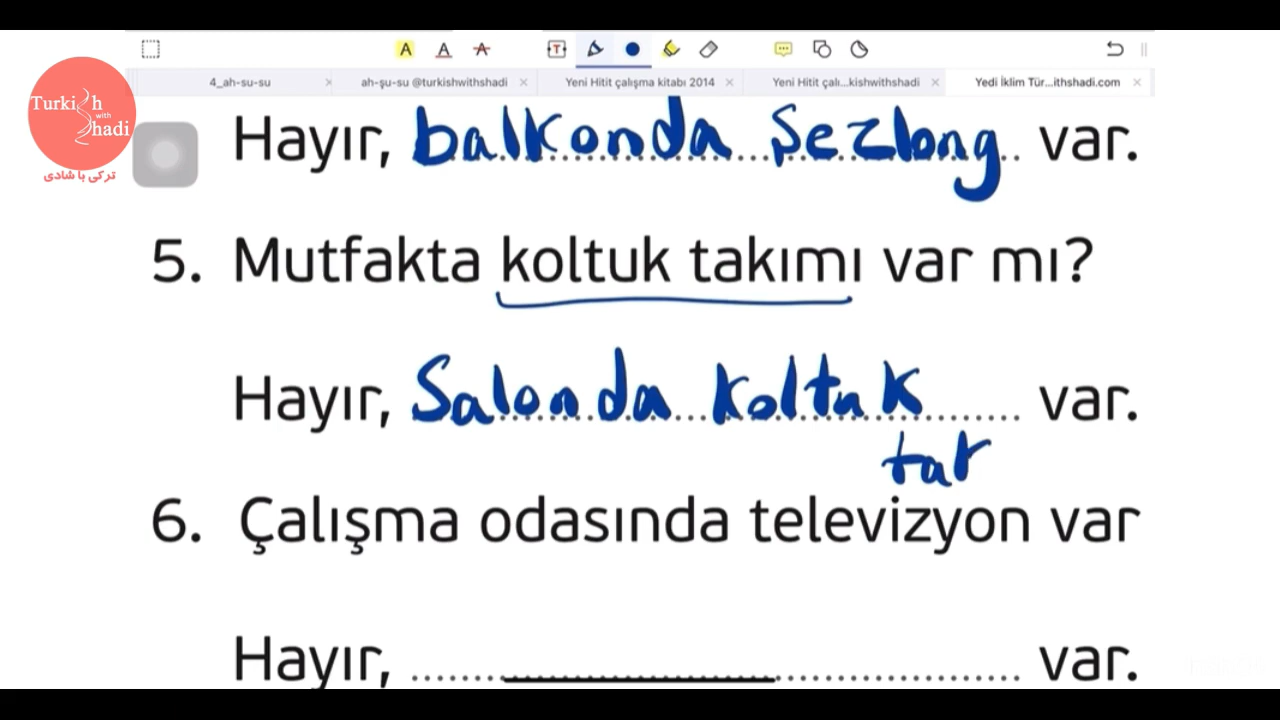 A A A T
4_ah-su-su × ah-şu-su @turkishwithshadi × Yeni Hitit çalışma kitabı 2014 × Yeni Hitit çalı...kishwithshadi × Yedi İklim Tür...ithshadi.com ×
Turkish
with
Shadi
ترکی با شادی
Hayır, balkonda şezlong var.
5. Mutfakta koltuk takımı var mı?
Hayır, Salonda koltuk var.
6. Çalışma odasında televizyon var
Hayır, .......................................... var.